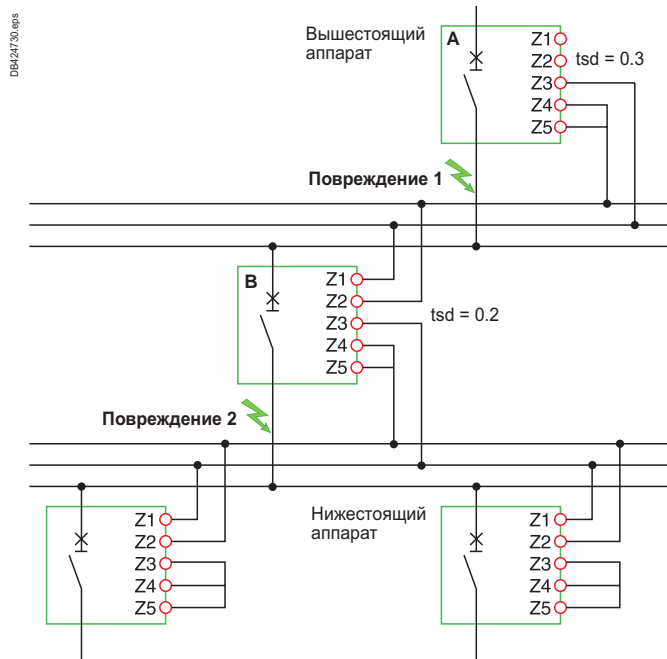 DB424730.eps
Вышестоящий
аппарат
A
Z1
Z2
Z3
Z4
Z5
tsd = 0.3
Повреждение 1
B
Z1
Z2
Z3
Z4
Z5
tsd = 0.2
Повреждение 2
Z1
Z2
Z3
Z4
Z5
Нижестоящий
аппарат
Z1
Z2
Z3
Z4
Z5